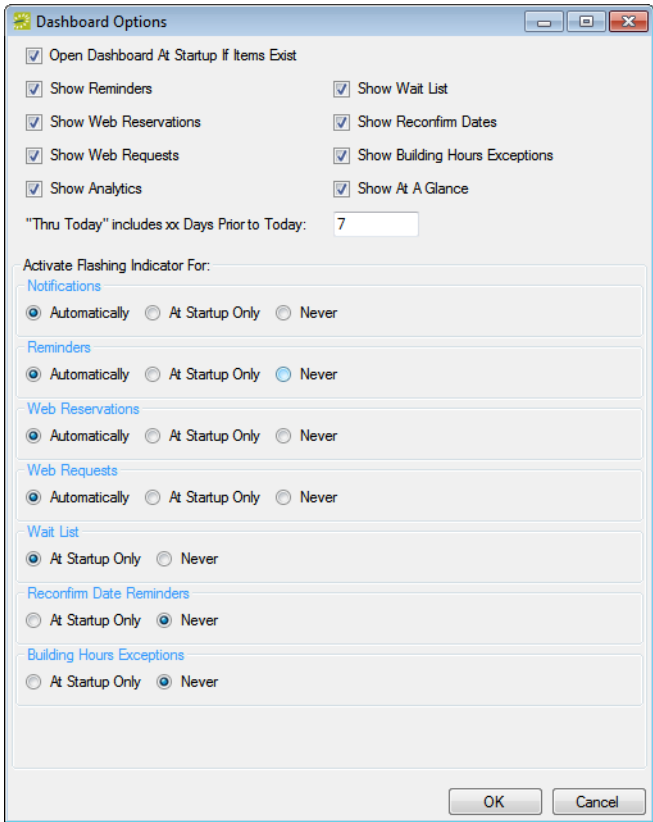 Dashboard Options
Open Dashboard At Startup If Items Exist
Show Reminders Show Wait List
Show Web Reservations Show Reconfirm Dates
Show Web Requests Show Building Hours Exceptions
Show Analytics Show At A Glance
"Thru Today" includes xx Days Prior to Today: 7
Activate Flashing Indicator For:
Notifications
Automatically At Startup Only Never
Reminders
Automatically At Startup Only Never
Web Reservations
Automatically At Startup Only Never
Web Requests
Automatically At Startup Only Never
Wait List
At Startup Only Never
Reconfirm Date Reminders
At Startup Only Never
Building Hours Exceptions
At Startup Only Never
OK Cancel